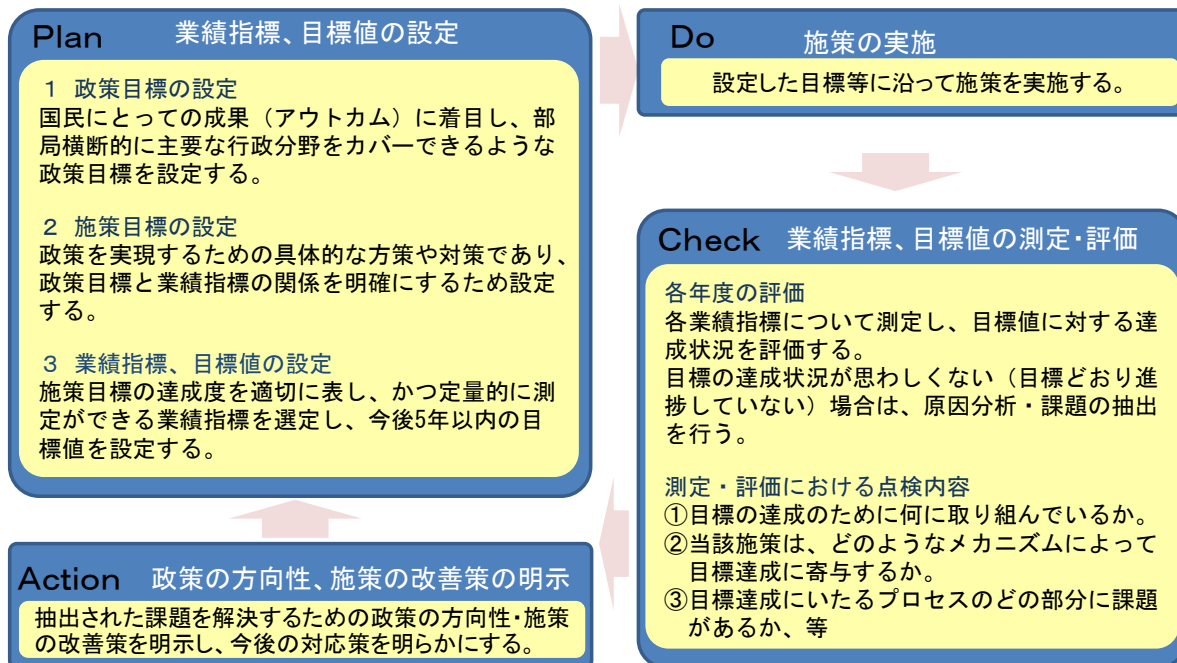 Plan 業績指標、目標値の設定
1 政策目標の設定
国民にとっての成果（アウトカム）に着目し、部
局横断的に主要な行政分野をカバーできるような
政策目標を設定する。
2 施策目標の設定
政策を実現するための具体的な方策や対策であり、
政策目標と業績指標の関係を明確にするため設定
する。
3 業績指標、目標値の設定
施策目標の達成度を適切に表し、かつ定量的に測
定ができる業績指標を選定し、今後5年以内の目
標値を設定する。
Do 施策の実施
設定した目標等に沿って施策を実施する。
Check 業績指標、目標値の測定・評価
各年度の評価
各業績指標について測定し、目標値に対する達
成状況を評価する。
目標の達成状況が思わしくない（目標どおり進
捗していない）場合は、原因分析・課題の抽出
を行う。
測定・評価における点検内容
①目標の達成のために何に取り組んでいるか。
②当該施策は、どのようなメカニズムによって
目標達成に寄与するか。
③目標達成にいたるプロセスのどの部分に課題
があるか、等
Action 政策の方向性、施策の改善策の明示
抽出された課題を解決するための政策の方向性・施策
の改善策を明示し、今後の対応策を明らかにする。